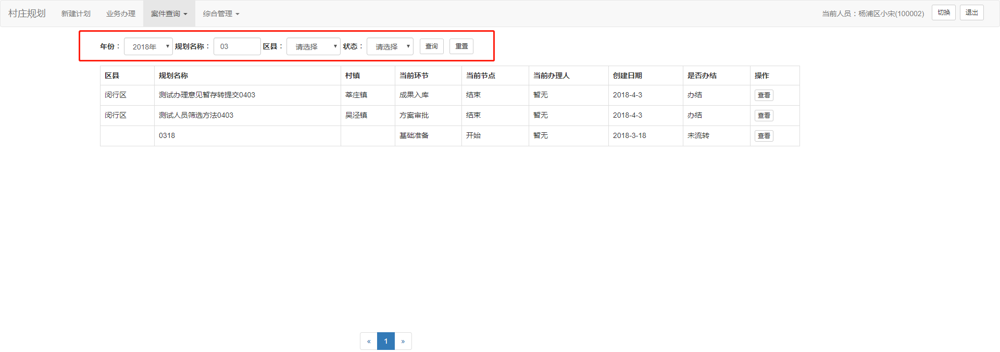 村庄规划 新建计划 业务办理 案件查询 综合管理 当前人员：杨浦区小宋(100002) 切换 退出
年份： 2018年 规划名称： 03 区县： 请选择 状态： 请选择 查询 重置
区县 规划名称 村镇 当前环节 当前节点 当前办理人 创建日期 是否办结 操作
闵行区 测试办理意见暂存转提交0403 莘庄镇 成果入库 结束 暂无 2018-4-3 办结 查看
闵行区 测试人员筛选方法0403 吴泾镇 方案审批 结束 暂无 2018-4-3 办结 查看
0318 基础准备 开始 暂无 2018-3-18 未流转 查看
« 1 »